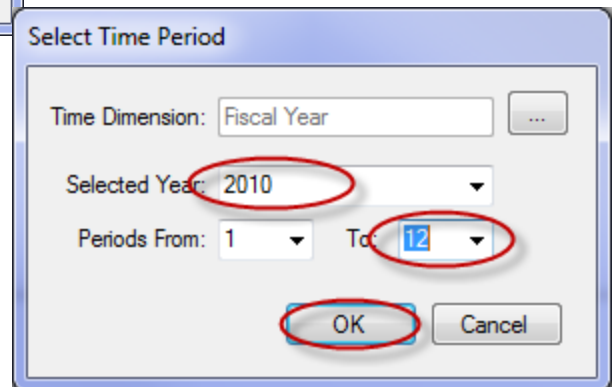 Select Time Period
Time Dimension: Fiscal Year ...
Selected Year: 2010
Periods From: 1 To: 12
OK Cancel